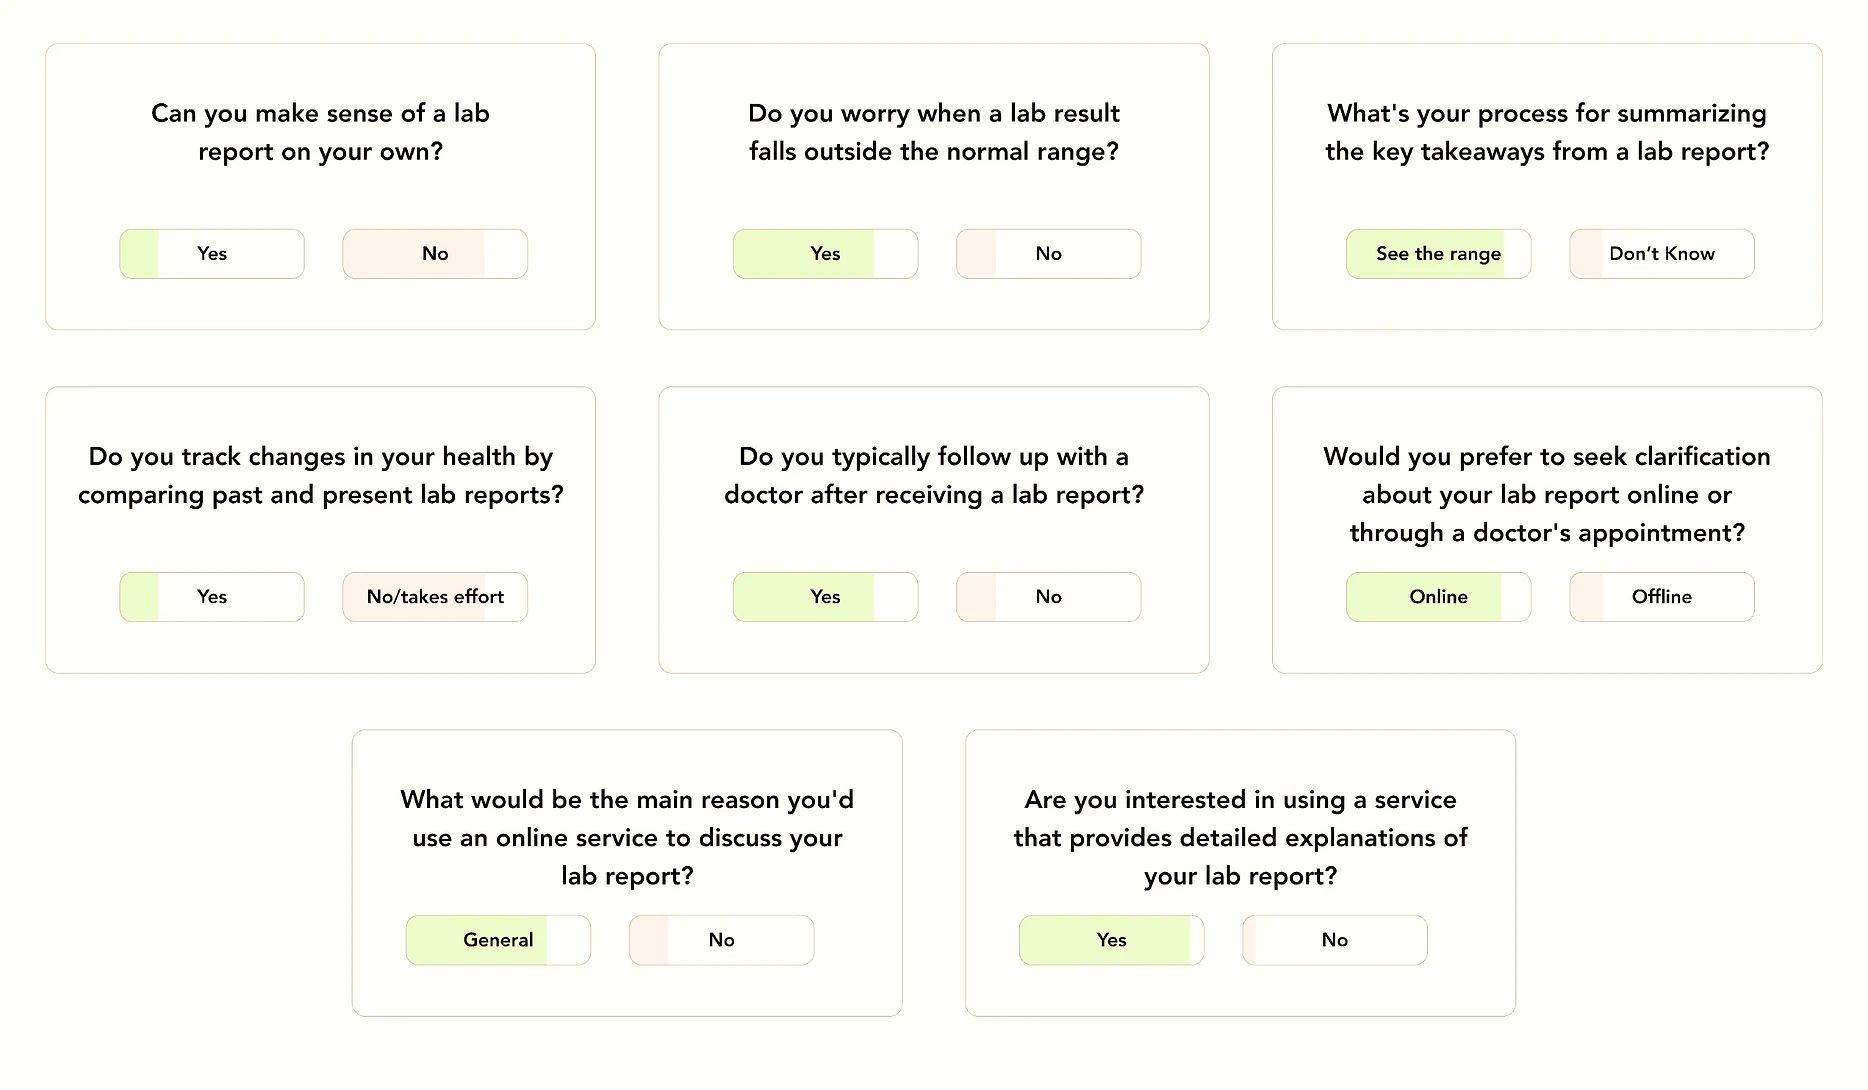 Can you make sense of a lab
report on your own?
Yes
No
Do you worry when a lab result
falls outside the normal range?
Yes
No
What's your process for summarizing
the key takeaways from a lab report?
See the range
Don’t Know
Do you track changes in your health by
comparing past and present lab reports?
Yes
No/takes effort
Do you typically follow up with a
doctor after receiving a lab report?
Yes
No
Would you prefer to seek clarification
about your lab report online or
through a doctor's appointment?
Online
Offline
What would be the main reason you'd
use an online service to discuss your
lab report?
General
No
Are you interested in using a service
that provides detailed explanations of
your lab report?
Yes
No